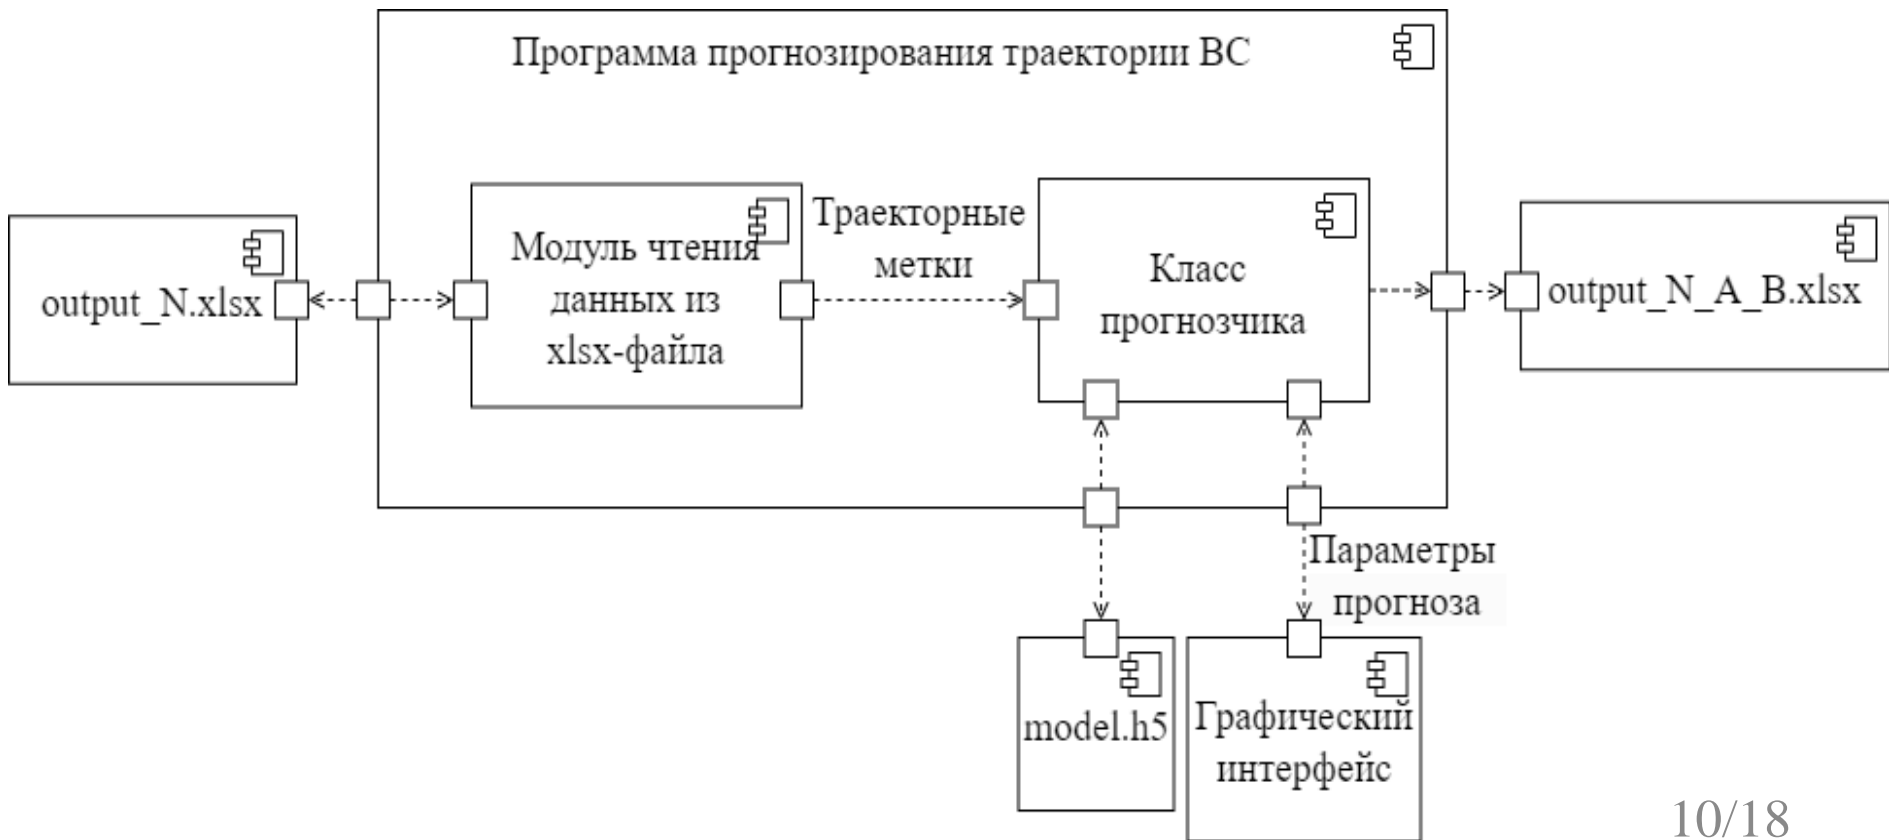 Программа прогнозирования траектории ВС
output_N.xlsx
Модуль чтения
данных из
xlsx-файла
Траекторные
метки
Класс
прогнозчика
output_N_A_B.xlsx
Параметры
прогноза
model.h5
Графический
интерфейс
10/18